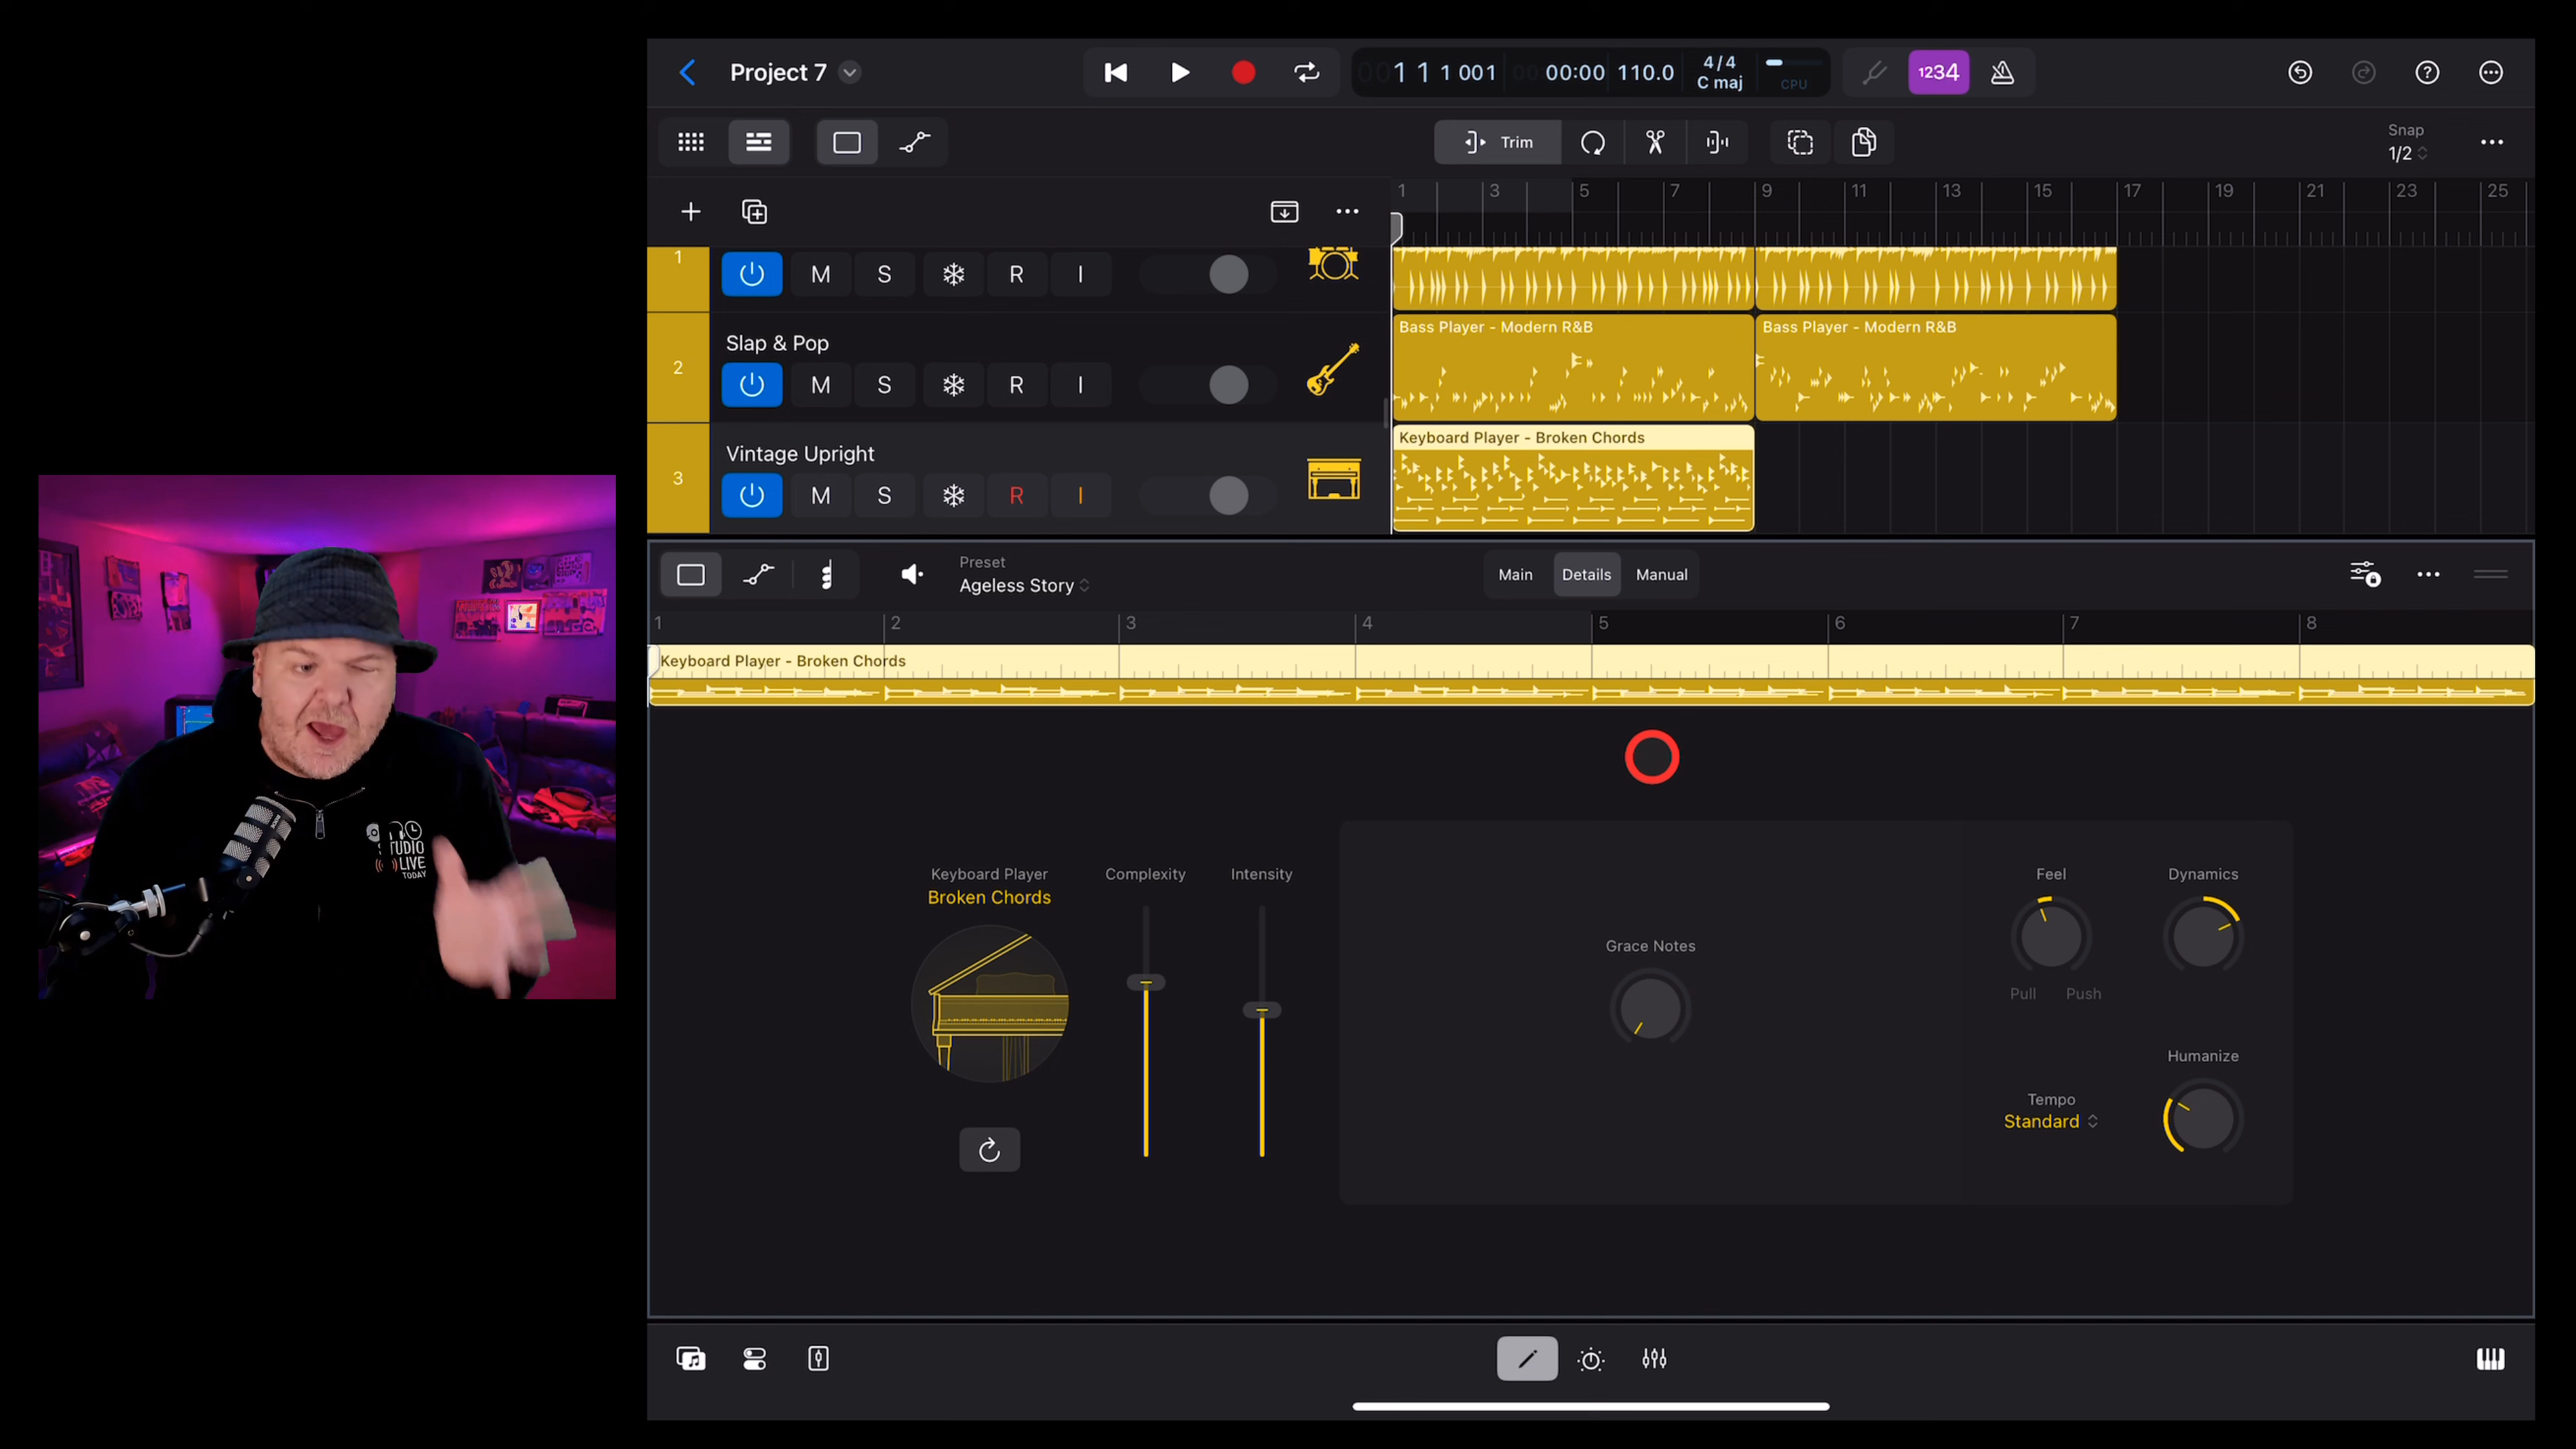 Project 7
1 1 1 001
00:00
110.0
4/4
C maj
CPU
1234
Trim
Snap
1/2
1 3 5 7 9 11 13 15 17 19 21 23 25
1
M S R I
Slap & Pop
2
M S R I
Bass Player - Modern R&B
Bass Player - Modern R&B
Vintage Upright
3
M S R I
Keyboard Player - Broken Chords
Preset
Ageless Story
Main Details Manual
1 2 3 4 5 6 7 8
Keyboard Player - Broken Chords
Keyboard Player
Broken Chords
Complexity
Intensity
Grace Notes
Feel
Pull Push
Dynamics
Tempo
Standard
Humanize
LIVE
TODAY